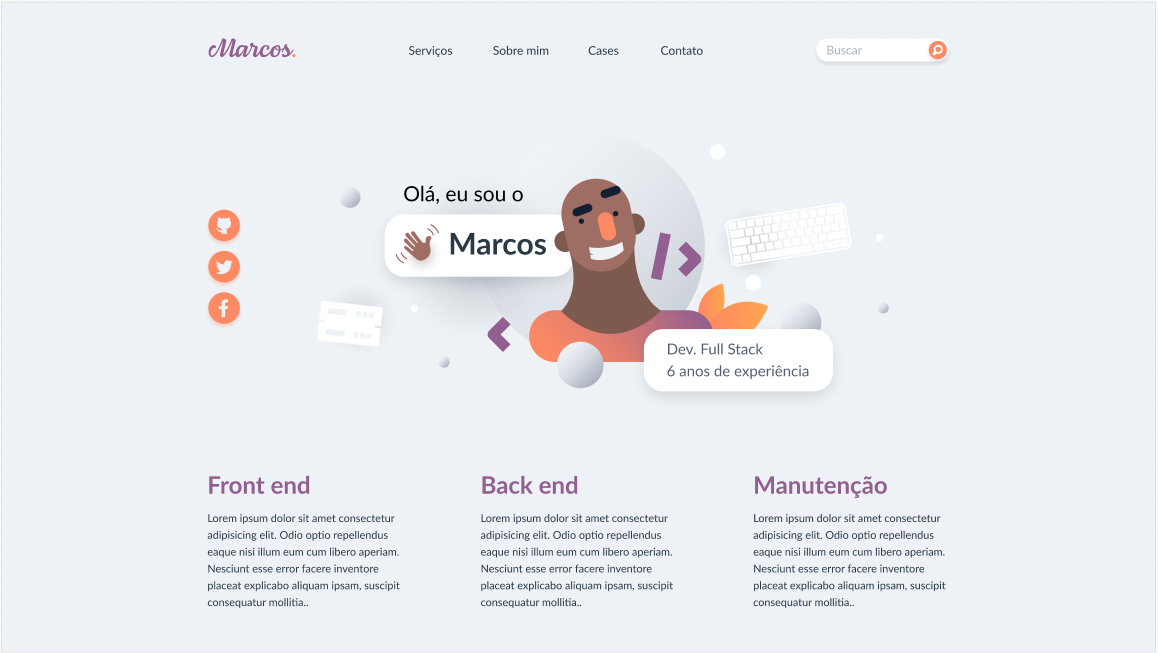 Marcos.
Serviços
Sobre mim
Cases
Contato
Buscar
Olá, eu sou o
Marcos
</>
Dev. Full Stack
6 anos de experiência
Front end
Lorem ipsum dolor sit amet consectetur
adipisicing elit. Odio optio repellendus
eaque nisi illum eum cum libero aperiam.
Nesciunt esse error facere inventore
placeat explicabo aliquam ipsam, suscipit
consequatur mollitia..
Back end
Lorem ipsum dolor sit amet consectetur
adipisicing elit. Odio optio repellendus
eaque nisi illum eum cum libero aperiam.
Nesciunt esse error facere inventore
placeat explicabo aliquam ipsam, suscipit
consequatur mollitia..
Manutenção
Lorem ipsum dolor sit amet consectetur
adipisicing elit. Odio optio repellendus
eaque nisi illum eum cum libero aperiam.
Nesciunt esse error facere inventore
placeat explicabo aliquam ipsam, suscipit
consequatur mollitia..